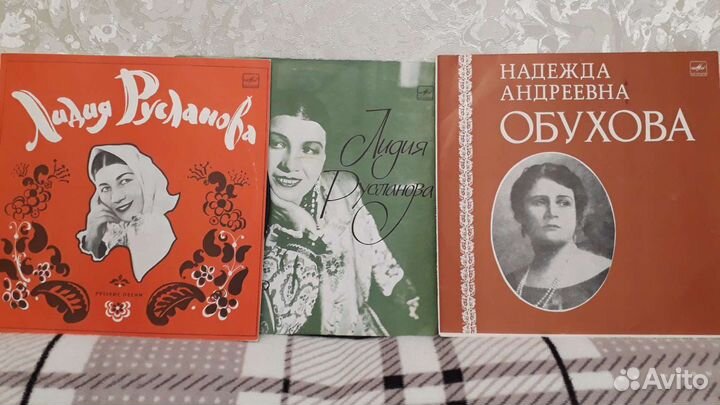 Лидия Русланова
РУССКИЕ ПЕСНИ
Лидия
Русланова
НАДЕЖДА
АНДРЕЕВНА
ОБУХОВА
Avito